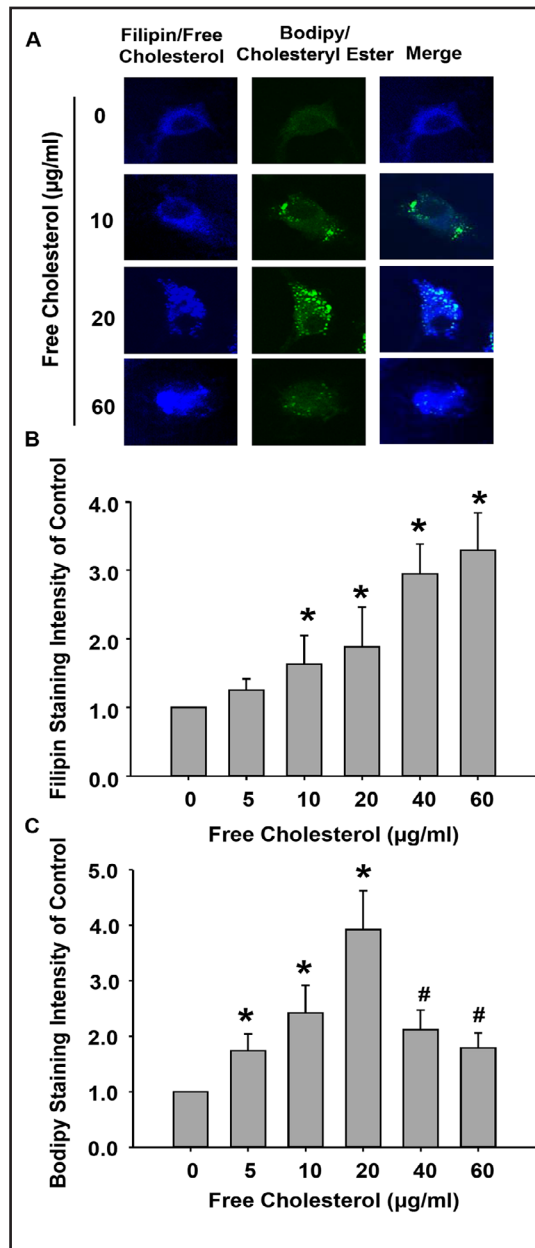 A
Filipin/Free
Cholesterol
Bodipy/
Cholesteryl Ester
Merge
Free Cholesterol (µg/ml)
0
10
20
60
B
Filipin Staining Intensity of Control
4.0
3.0
2.0
1.0
0.0
* * * *
0 5 10 20 40 60
Free Cholesterol (µg/ml)
C
Bodipy Staining Intensity of Control
5.0
4.0
3.0
2.0
1.0
0.0
* * * # #
0 5 10 20 40 60
Free Cholesterol (µg/ml)